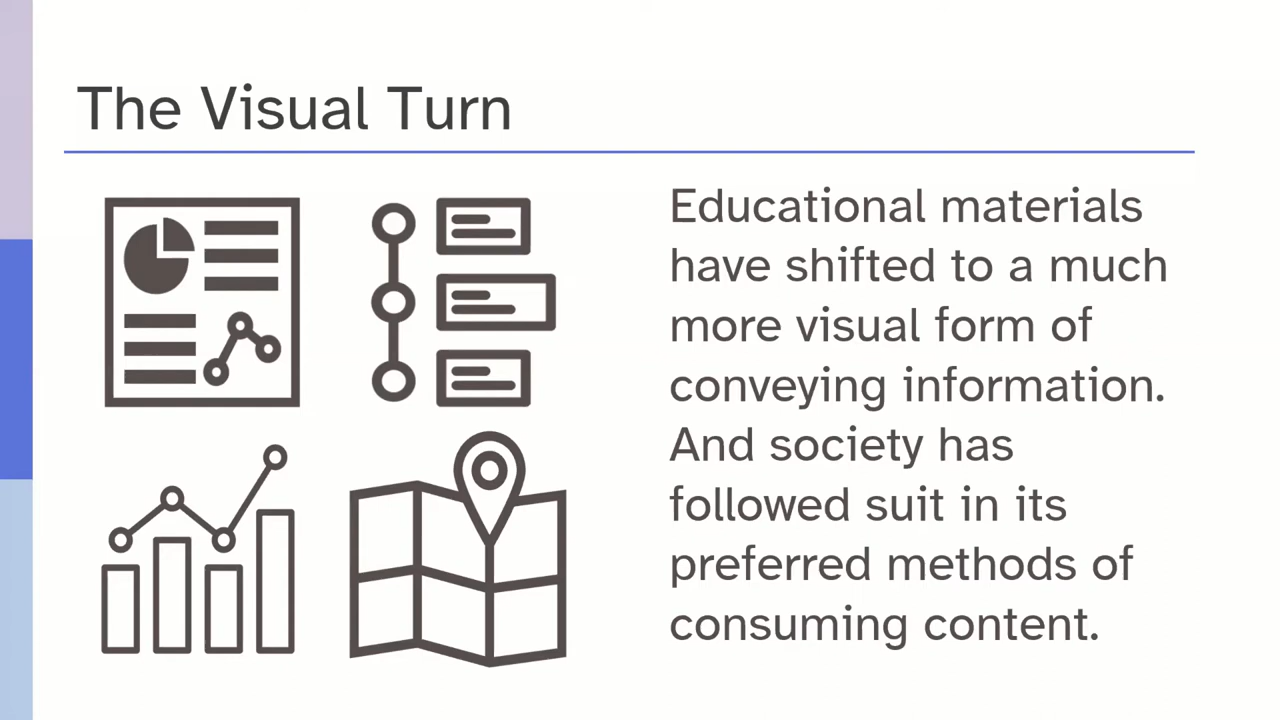 The Visual Turn
Educational materials
have shifted to a much
more visual form of
conveying information.
And society has
followed suit in its
preferred methods of
consuming content.